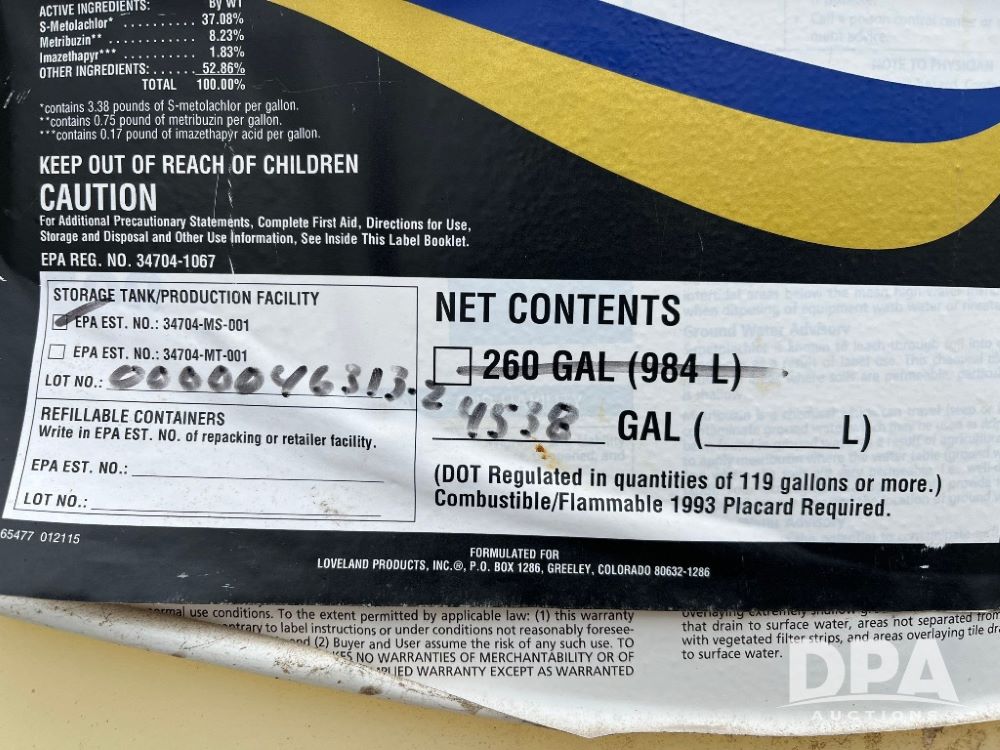 ACTIVE INGREDIENTS: By WT
S-Metolachlor* . . . . . . . . . . . 37.08%
Metribuzin** . . . . . . . . . . . . 8.23%
Imazethapyr*** . . . . . . . . . . 1.83%
OTHER INGREDIENTS: . . . . . . 52.86%
TOTAL 100.00%
*contains 3.38 pounds of S-metolachlor per gallon.
**contains 0.75 pound of metribuzin per gallon.
***contains 0.17 pound of imazethapyr acid per gallon.
KEEP OUT OF REACH OF CHILDREN
CAUTION
For Additional Precautionary Statements, Complete First Aid, Directions for Use,
Storage and Disposal and Other Use Information, See Inside This Label Booklet.
EPA REG. NO. 34704-1067
STORAGE TANK/PRODUCTION FACILITY
EPA EST. NO.: 34704-MS-001
EPA EST. NO.: 34704-MT-001
LOT NO.: 0000046313.2
REFILLABLE CONTAINERS
Write in EPA EST. NO. of repacking or retailer facility.
EPA EST. NO.:
LOT NO.:
NET CONTENTS
260 GAL (984 L)
4538 GAL (        L)
(DOT Regulated in quantities of 119 gallons or more.)
Combustible/Flammable 1993 Placard Required.
65477 012115
FORMULATED FOR
LOVELAND PRODUCTS, INC.®, P.O. BOX 1286, GREELEY, COLORADO 80632-1286
use conditions. To the extent permitted by applicable law: (1) this warranty
to label instructions or under conditions not reasonably foresee-
(2) Buyer and User assume the risk of any such use. TO
NO WARRANTIES OF MERCHANTABILITY OR OF
WARRANTY EXCEPT AS WARRANTED
overlaying extremely
that drain to surface water, areas not separated from
with vegetated filter strips, and areas overlaying tile
to surface water.
DPA
AUCTIONS